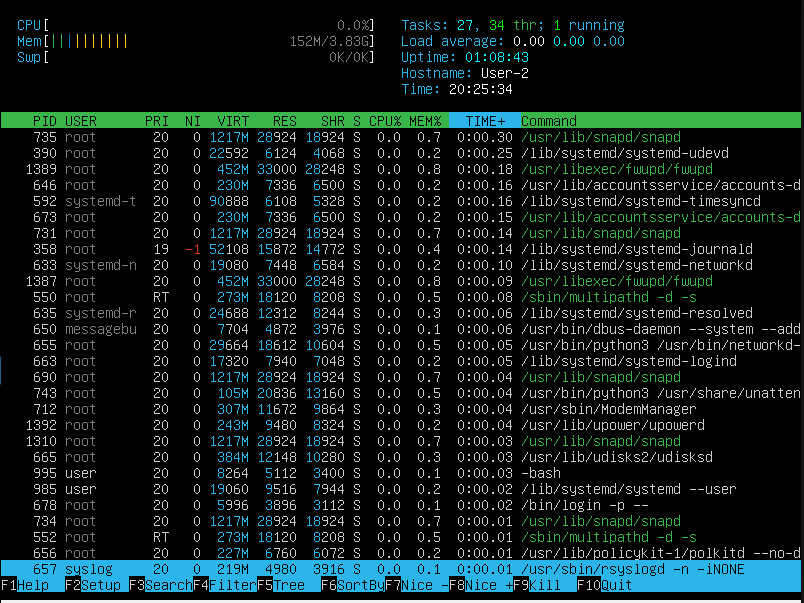 CPU[ 0.0%] Tasks: 27, 34 thr; 1 running
Mem[|||||||||| 152M/3.83G] Load average: 0.00 0.00 0.00
Swp[ 0K/0K] Uptime: 01:08:43
Hostname: User-2
Time: 20:25:34
PID USER PRI NI VIRT RES SHR S CPU% MEM% TIME+ Command
735 root 20 0 1217M 28924 18924 S 0.0 0.7 0:00.30 /usr/lib/snapd/snapd
390 root 20 0 22592 6124 4068 S 0.0 0.2 0:00.25 /lib/systemd/systemd-udevd
1389 root 20 0 452M 33000 28248 S 0.0 0.8 0:00.18 /usr/libexec/fwupd/fwupd
646 root 20 0 230M 7336 6500 S 0.0 0.2 0:00.16 /usr/lib/accountsservice/accounts-d
592 systemd-t 20 0 90888 6108 5328 S 0.0 0.2 0:00.16 /lib/systemd/systemd-timesyncd
673 root 20 0 230M 7336 6500 S 0.0 0.2 0:00.15 /usr/lib/accountsservice/accounts-d
731 root 20 0 1217M 28924 18924 S 0.0 0.7 0:00.14 /usr/lib/snapd/snapd
358 root 19 -1 52108 15872 14772 S 0.0 0.4 0:00.14 /lib/systemd/systemd-journald
633 systemd-n 20 0 19080 7448 6584 S 0.0 0.2 0:00.10 /lib/systemd/systemd-networkd
1387 root 20 0 452M 33000 28248 S 0.0 0.8 0:00.09 /usr/libexec/fwupd/fwupd
550 root RT 0 273M 18120 8208 S 0.0 0.5 0:00.08 /sbin/multipathd -d -s
635 systemd-r 20 0 24688 12312 8244 S 0.0 0.3 0:00.06 /lib/systemd/systemd-resolved
650 messagebu 20 0 7704 4872 3976 S 0.0 0.1 0:00.06 /usr/bin/dbus-daemon --system --add
655 root 20 0 29664 18612 10604 S 0.0 0.5 0:00.05 /usr/bin/python3 /usr/bin/networkd-
663 root 20 0 17320 7940 7048 S 0.0 0.2 0:00.05 /lib/systemd/systemd-logind
690 root 20 0 1217M 28924 18924 S 0.0 0.7 0:00.04 /usr/lib/snapd/snapd
743 root 20 0 105M 20836 13160 S 0.0 0.5 0:00.04 /usr/bin/python3 /usr/share/unatten
712 root 20 0 307M 11672 9864 S 0.0 0.3 0:00.04 /usr/sbin/ModemManager
1392 root 20 0 243M 9480 8324 S 0.0 0.2 0:00.04 /usr/lib/upower/upowerd
1310 root 20 0 1217M 28924 18924 S 0.0 0.7 0:00.03 /usr/lib/snapd/snapd
665 root 20 0 384M 12148 10280 S 0.0 0.3 0:00.03 /usr/lib/udisks2/udisksd
995 user 20 0 8264 5112 3400 S 0.0 0.1 0:00.03 -bash
985 user 20 0 19060 9516 7944 S 0.0 0.2 0:00.02 /lib/systemd/systemd --user
678 root 20 0 5996 3896 3112 S 0.0 0.1 0:00.02 /bin/login -p --
734 root 20 0 1217M 28924 18924 S 0.0 0.7 0:00.02 /usr/lib/snapd/snapd
552 root RT 0 273M 18120 8208 S 0.0 0.5 0:00.02 /sbin/multipathd -d -s
656 root 20 0 227M 6760 6072 S 0.0 0.2 0:00.02 /usr/lib/policykit-1/polkitd --no-d
657 syslog 20 0 219M 4980 3916 S 0.0 0.1 0:00.01 /usr/sbin/rsyslogd -n -iNONE
F1Help F2Setup F3SearchF4FilterF5Tree F6SortByF7Nice -F8Nice +F9Kill F10Quit